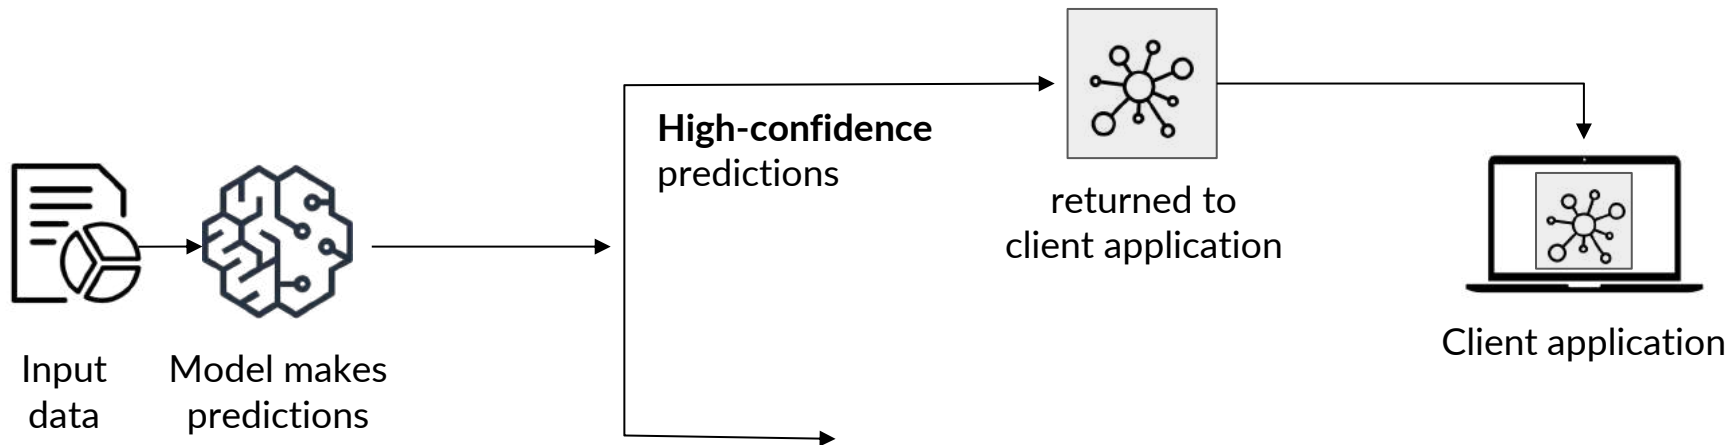 High-confidence
predictions
returned to
client application
Client application
Input
data
Model makes
predictions